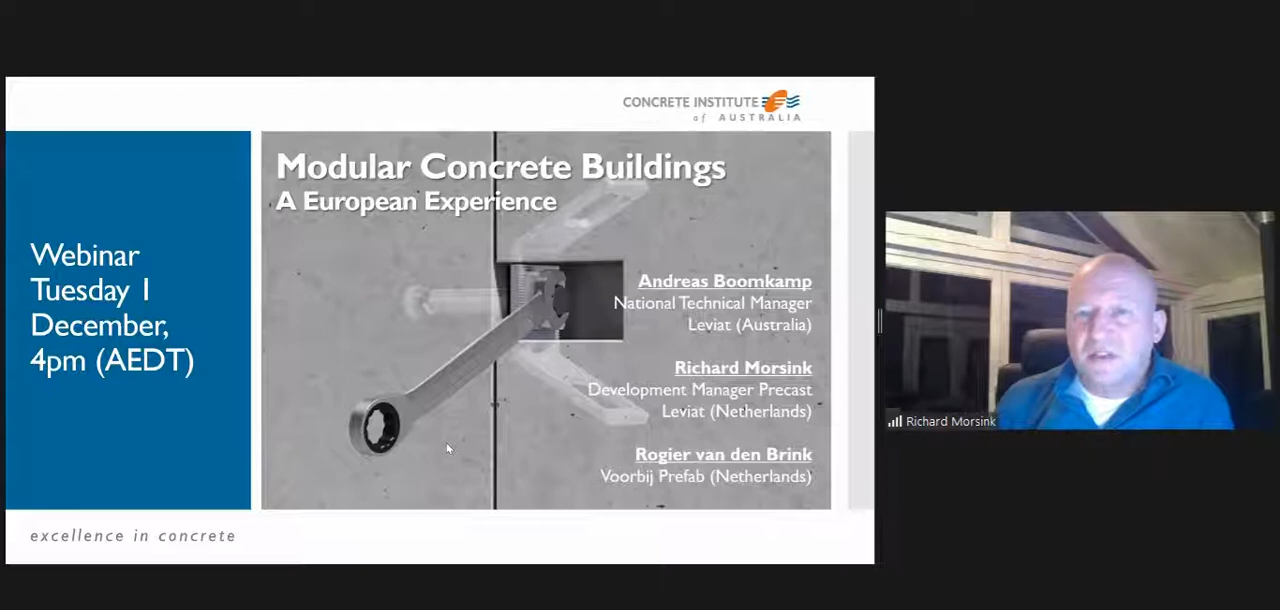 CONCRETE INSTITUTE
of AUSTRALIA
Modular Concrete Buildings
A European Experience
Webinar
Tuesday 1
December,
4pm (AEDT)
Andreas Boomkamp
National Technical Manager
Leviat (Australia)
Richard Morsink
Development Manager Precast
Leviat (Netherlands)
Rogier van den Brink
Voorbij Prefab (Netherlands)
excellence in concrete
Richard Morsink